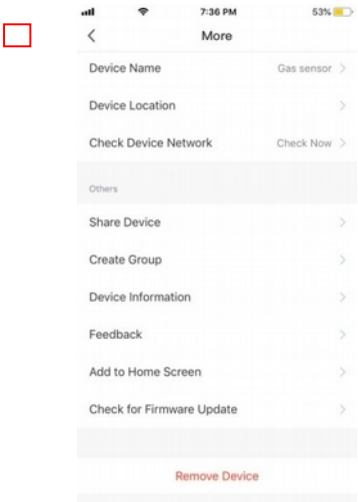 7:36 PM 53%
More
Device Name Gas sensor
Device Location
Check Device Network Check Now
Others
Share Device
Create Group
Device Information
Feedback
Add to Home Screen
Check for Firmware Update
Remove Device